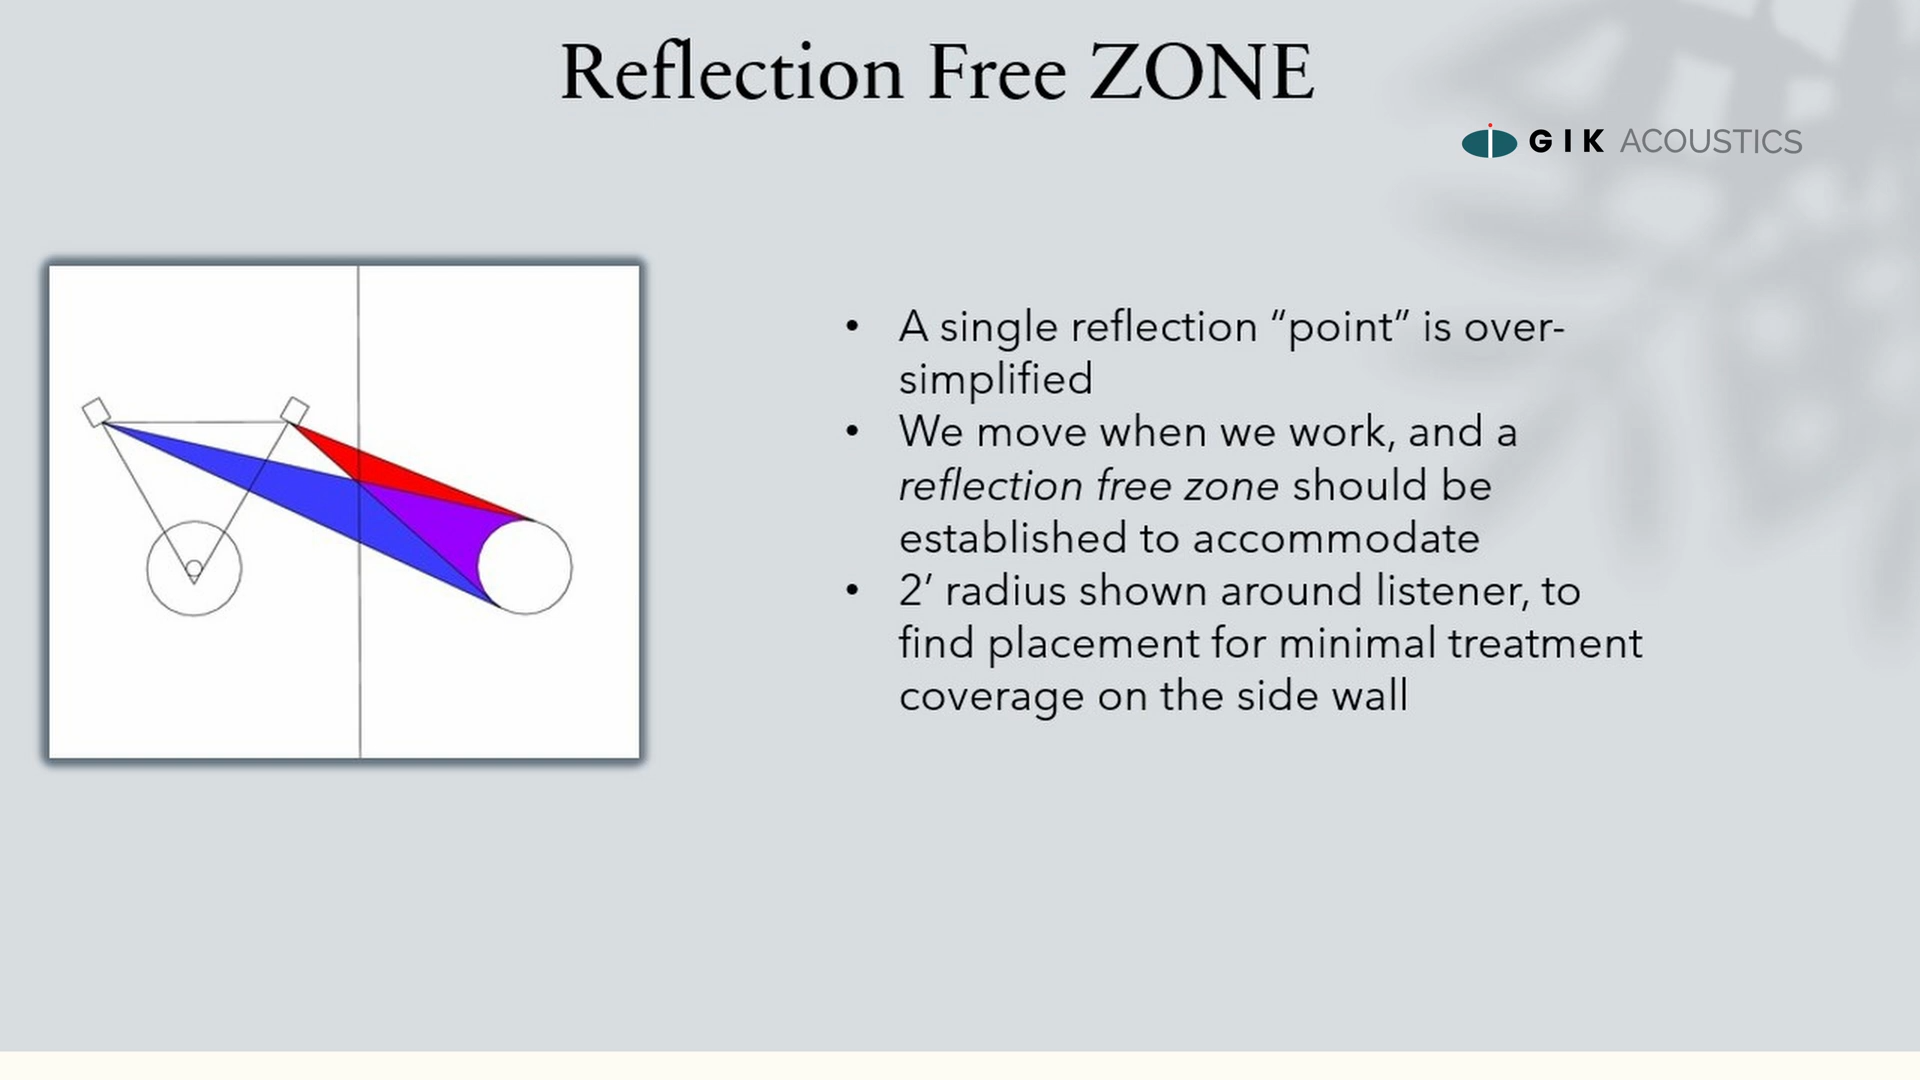 Reflection Free ZONE
GIK ACOUSTICS
• A single reflection “point” is over-
simplified
• We move when we work, and a
reflection free zone should be
established to accommodate
• 2’ radius shown around listener, to
find placement for minimal treatment
coverage on the side wall